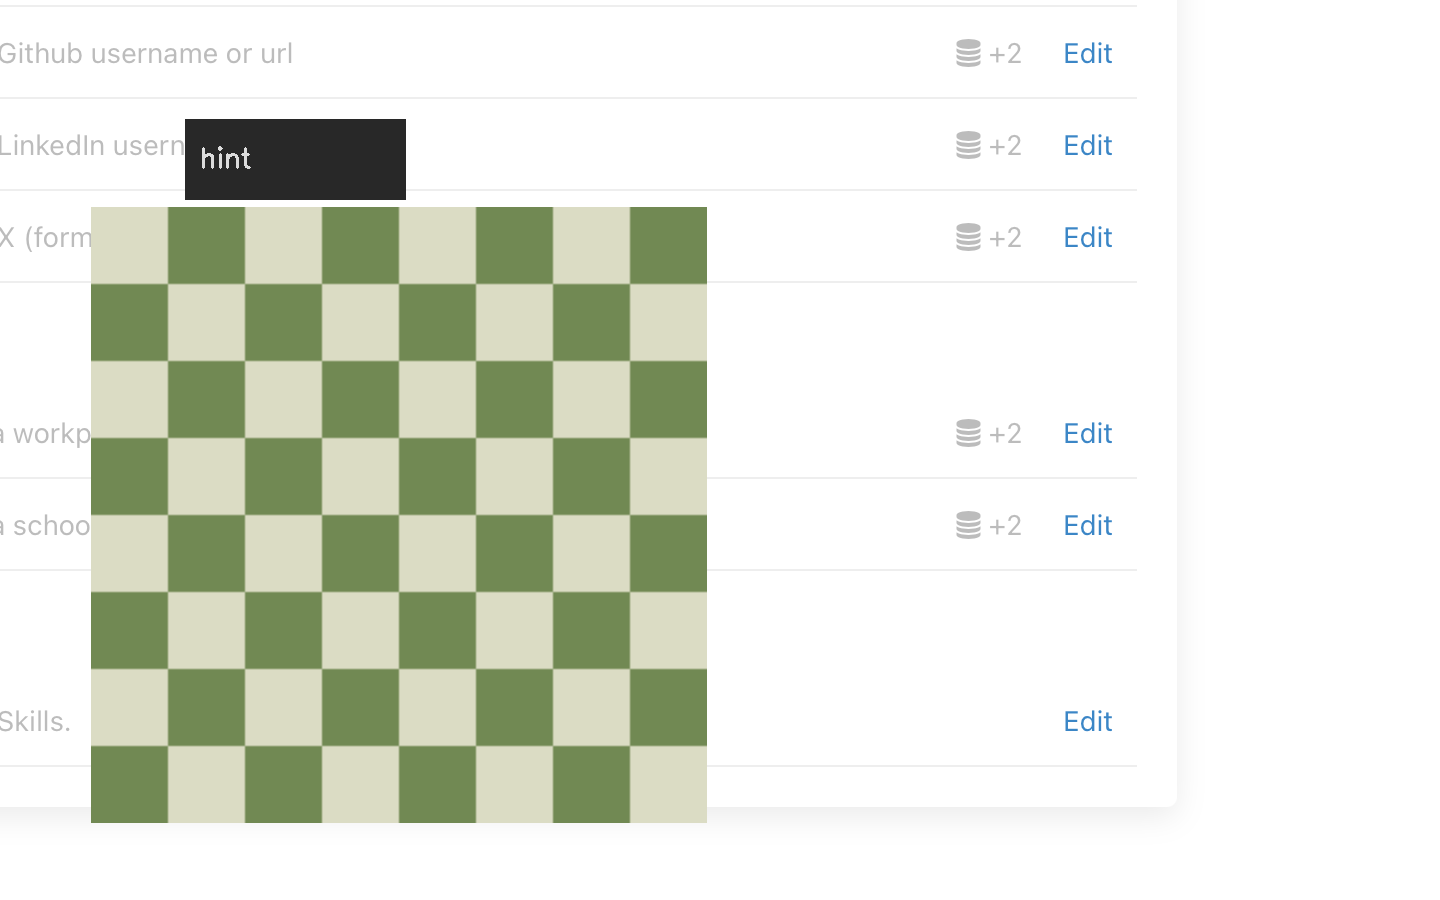 Github username or url +2 Edit
LinkedIn usern +2 Edit
hint
X (form +2 Edit
a workp +2 Edit
a schoo +2 Edit
Skills. Edit